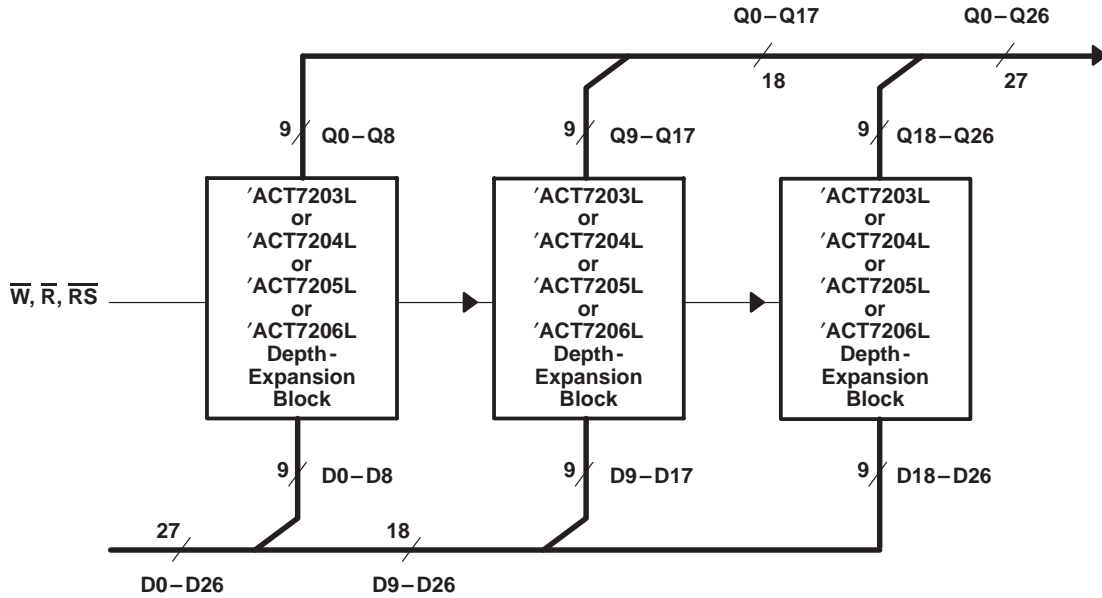 Q0–Q17
Q0–Q26
18
27
9
Q0–Q8
9
Q9–Q17
9
Q18–Q26
′ACT7203L
or
′ACT7204L
or
′ACT7205L
or
′ACT7206L
Depth-
Expansion
Block
′ACT7203L
or
′ACT7204L
or
′ACT7205L
or
′ACT7206L
Depth-
Expansion
Block
′ACT7203L
or
′ACT7204L
or
′ACT7205L
or
′ACT7206L
Depth-
Expansion
Block
W̅, R̅, R̅S̅
9
D0–D8
9
D9–D17
9
D18–D26
27
18
D0–D26
D9–D26